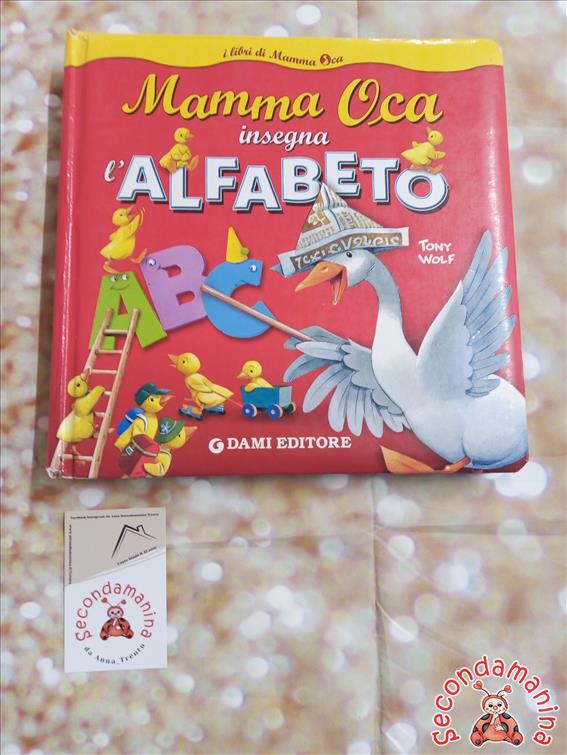 i libri di Mamma Oca
Mamma Oca
insegna
l'ALFABETO
TONY
WOLF
ABC
G DAMI EDITORE
Secondamanina
da Anna_Trento
Secondamanina